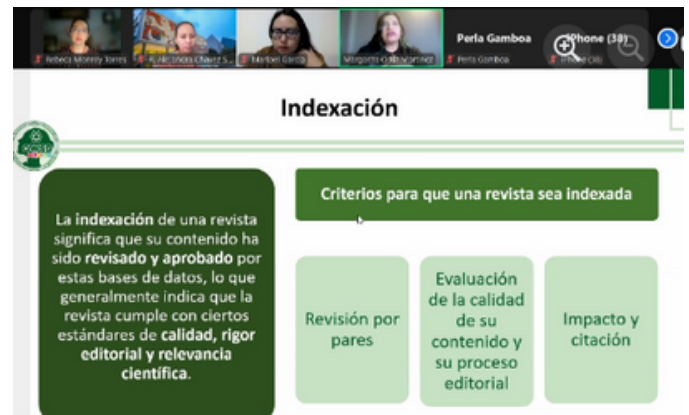 Perla Gamboa
iPhone (38)
Rebeca Monroy Torres
Perla Gamboa
Indexación
La indexación de una revista
significa que su contenido ha
sido revisado y aprobado por
estas bases de datos, lo que
generalmente indica que la
revista cumple con ciertos
estándares de calidad, rigor
editorial y relevancia
científica.
Criterios para que una revista sea indexada
Revisión por
pares
Evaluación
de la calidad
de su
contenido y
su proceso
editorial
Impacto y
citación